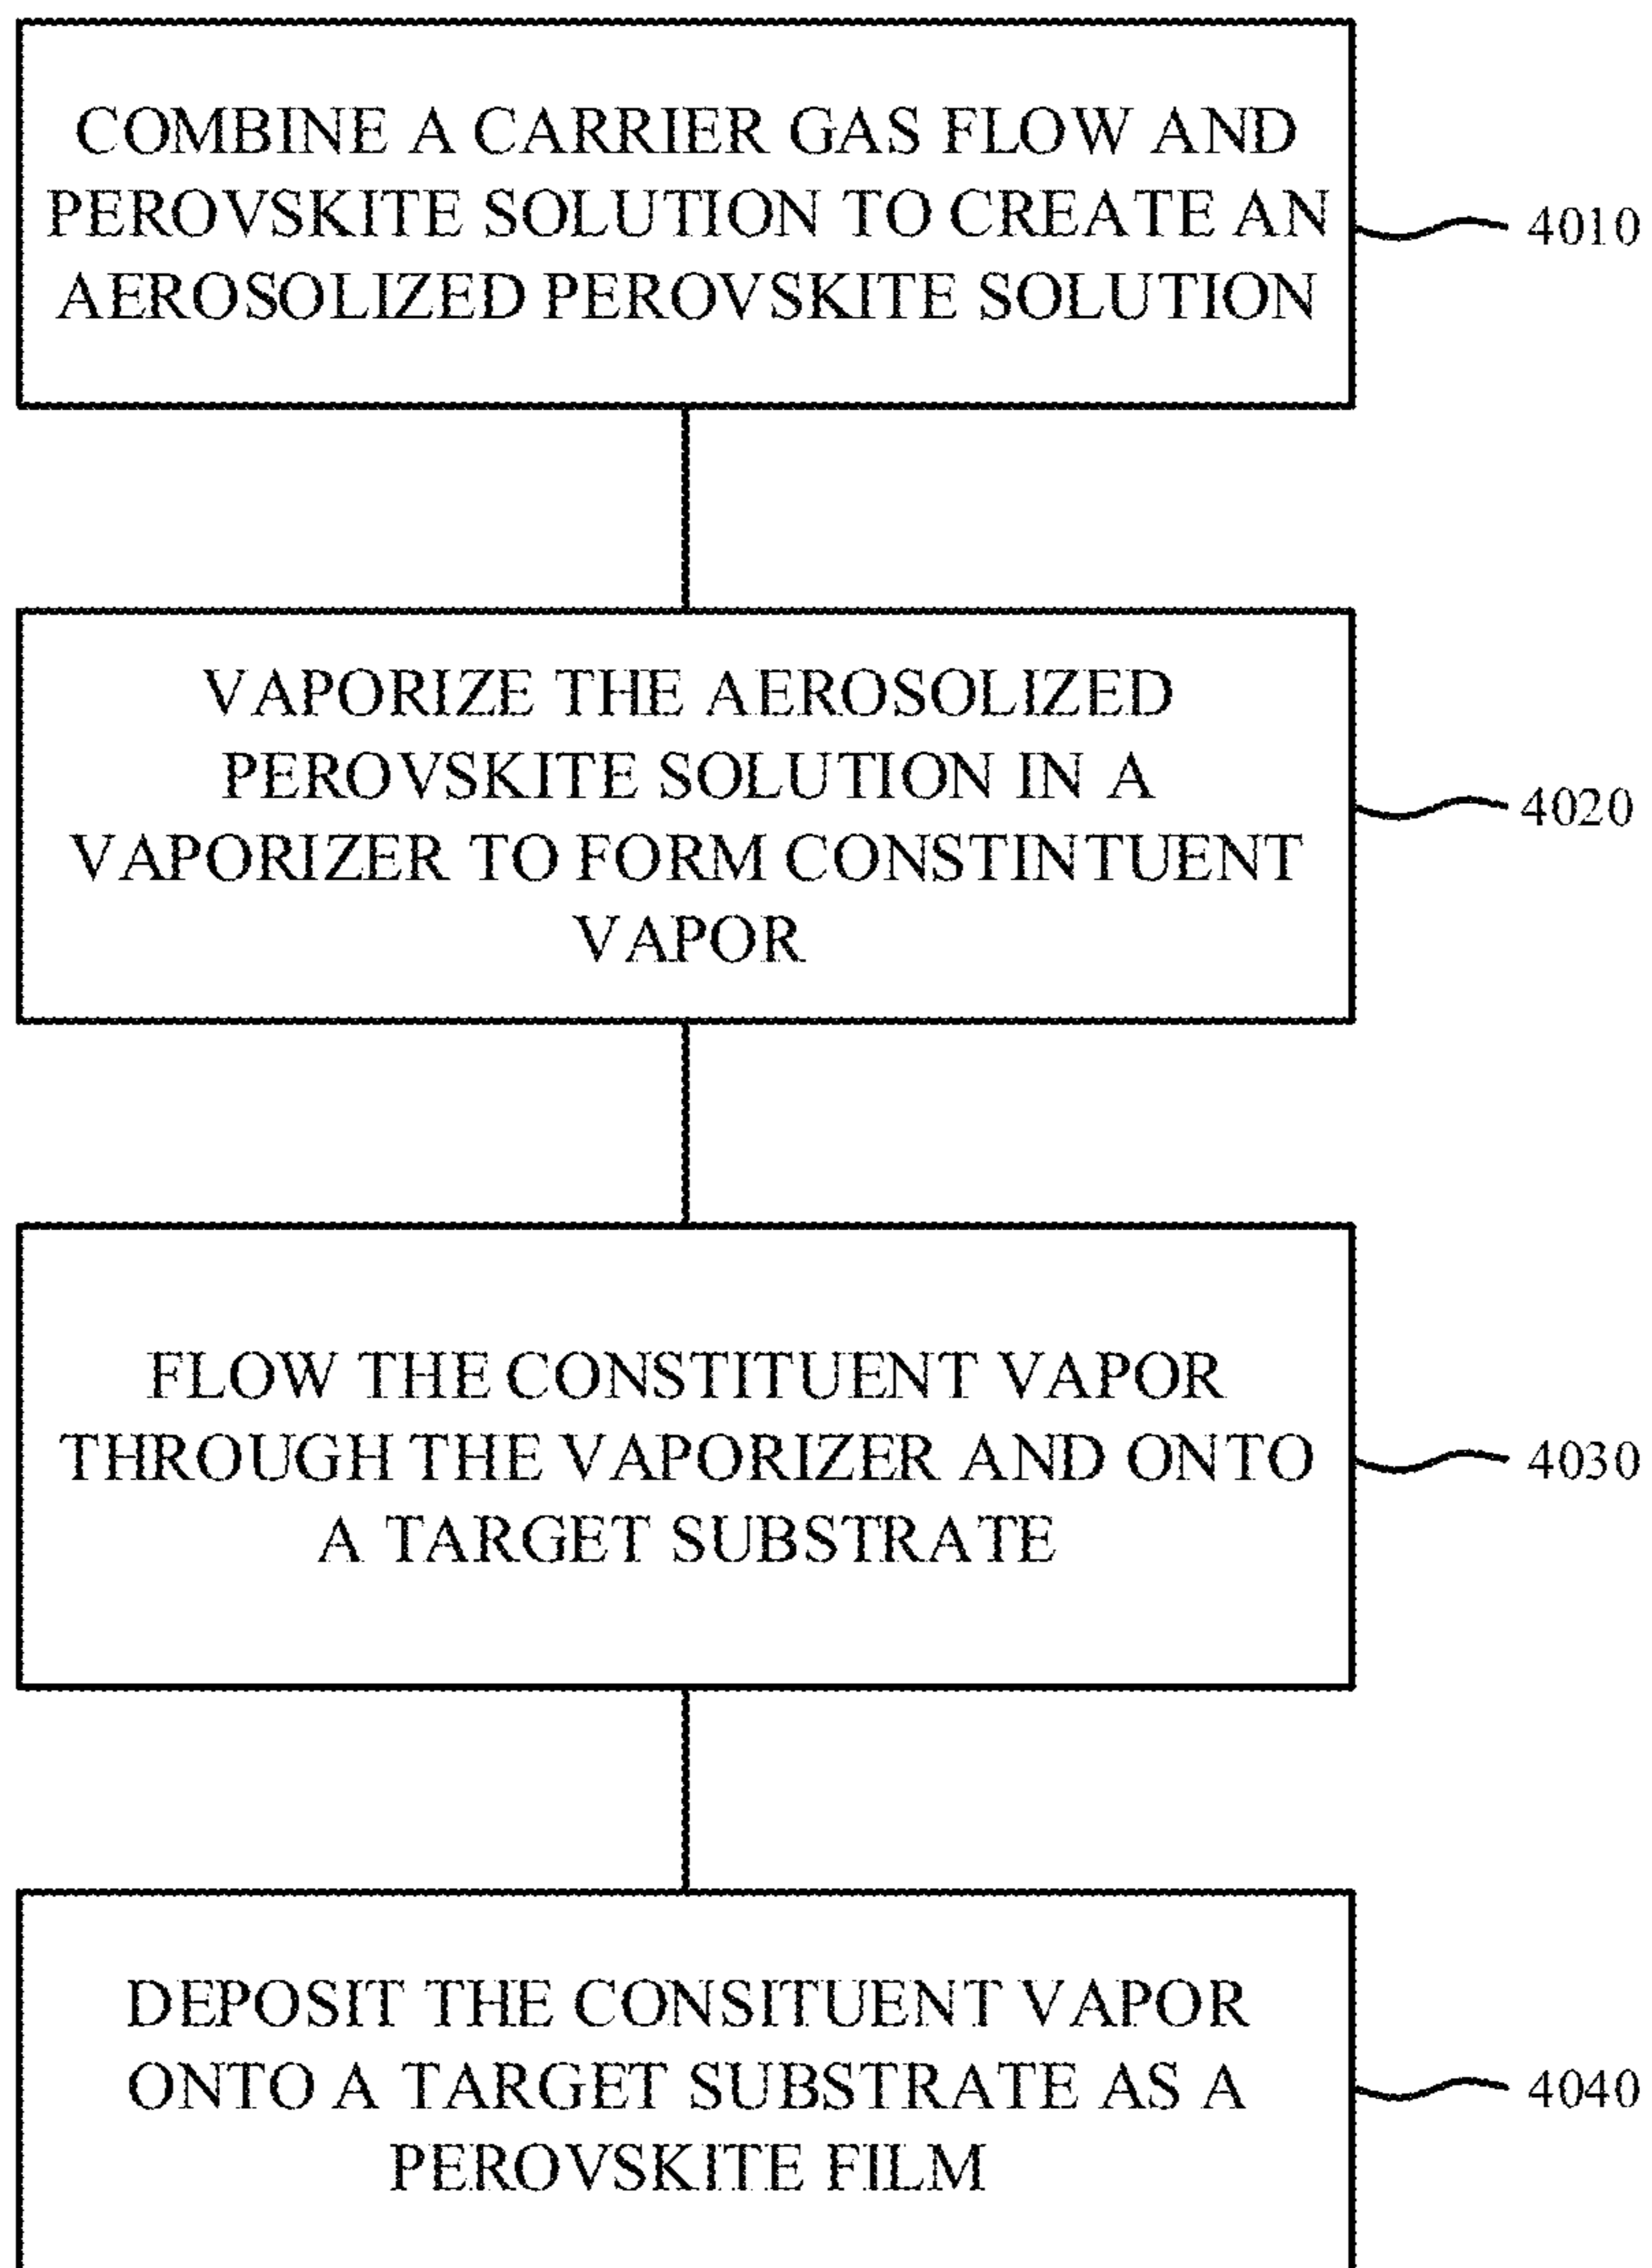 COMBINE A CARRIER GAS FLOW AND
PEROVSKITE SOLUTION TO CREATE AN
AEROSOLIZED PEROVSKITE SOLUTION
4010
VAPORIZE THE AEROSOLIZED
PEROVSKITE SOLUTION IN A
VAPORIZER TO FORM CONSTINTUENT
VAPOR
4020
FLOW THE CONSTITUENT VAPOR
THROUGH THE VAPORIZER AND ONTO
A TARGET SUBSTRATE
4030
DEPOSIT THE CONSITUENT VAPOR
ONTO A TARGET SUBSTRATE AS A
PEROVSKITE FILM
4040